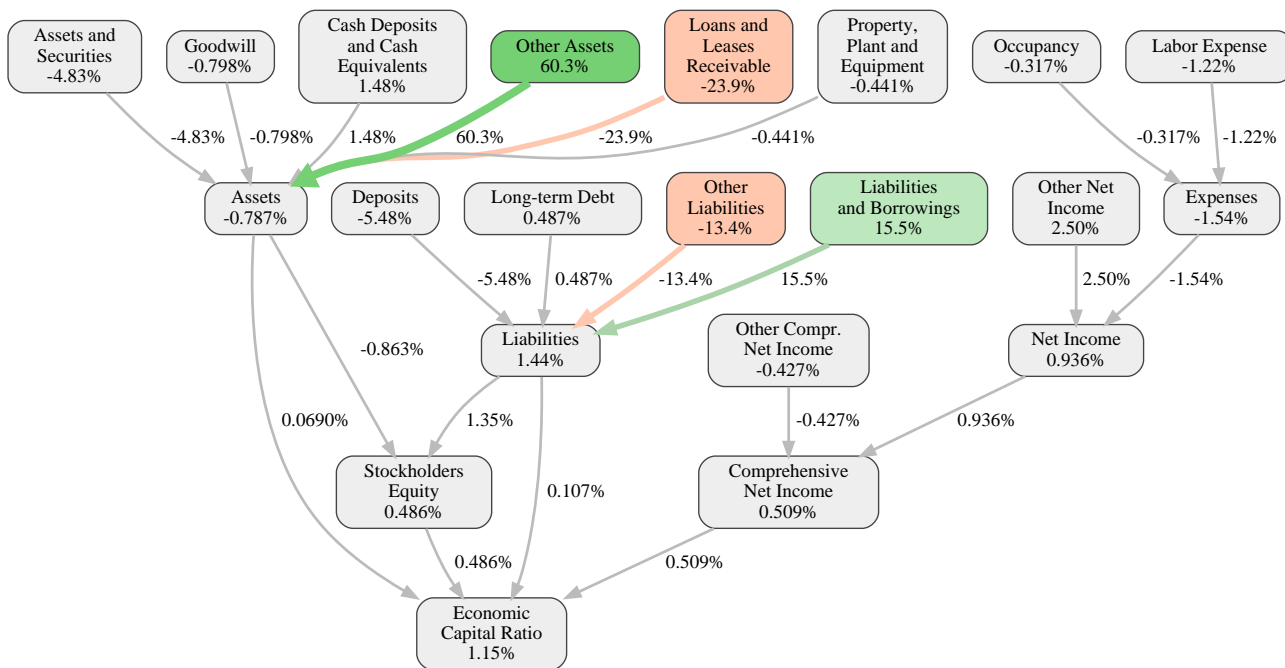 Assets and
Securities
-4.83%
Goodwill
-0.798%
Cash Deposits
and Cash
Equivalents
1.48%
Other Assets
60.3%
Loans and
Leases
Receivable
-23.9%
Property,
Plant and
Equipment
-0.441%
Occupancy
-0.317%
Labor Expense
-1.22%
-4.83%
-0.798%
1.48%
60.3%
-23.9%
-0.441%
-0.317%
-1.22%
Assets
-0.787%
Deposits
-5.48%
Long-term Debt
0.487%
Other
Liabilities
-13.4%
Liabilities
and Borrowings
15.5%
Other Net
Income
2.50%
Expenses
-1.54%
-5.48%
0.487%
-13.4%
15.5%
2.50%
-1.54%
-0.863%
Liabilities
1.44%
Other Compr.
Net Income
-0.427%
Net Income
0.936%
0.0690%
1.35%
-0.427%
0.936%
Stockholders
Equity
0.486%
0.107%
Comprehensive
Net Income
0.509%
0.486%
0.509%
Economic
Capital Ratio
1.15%